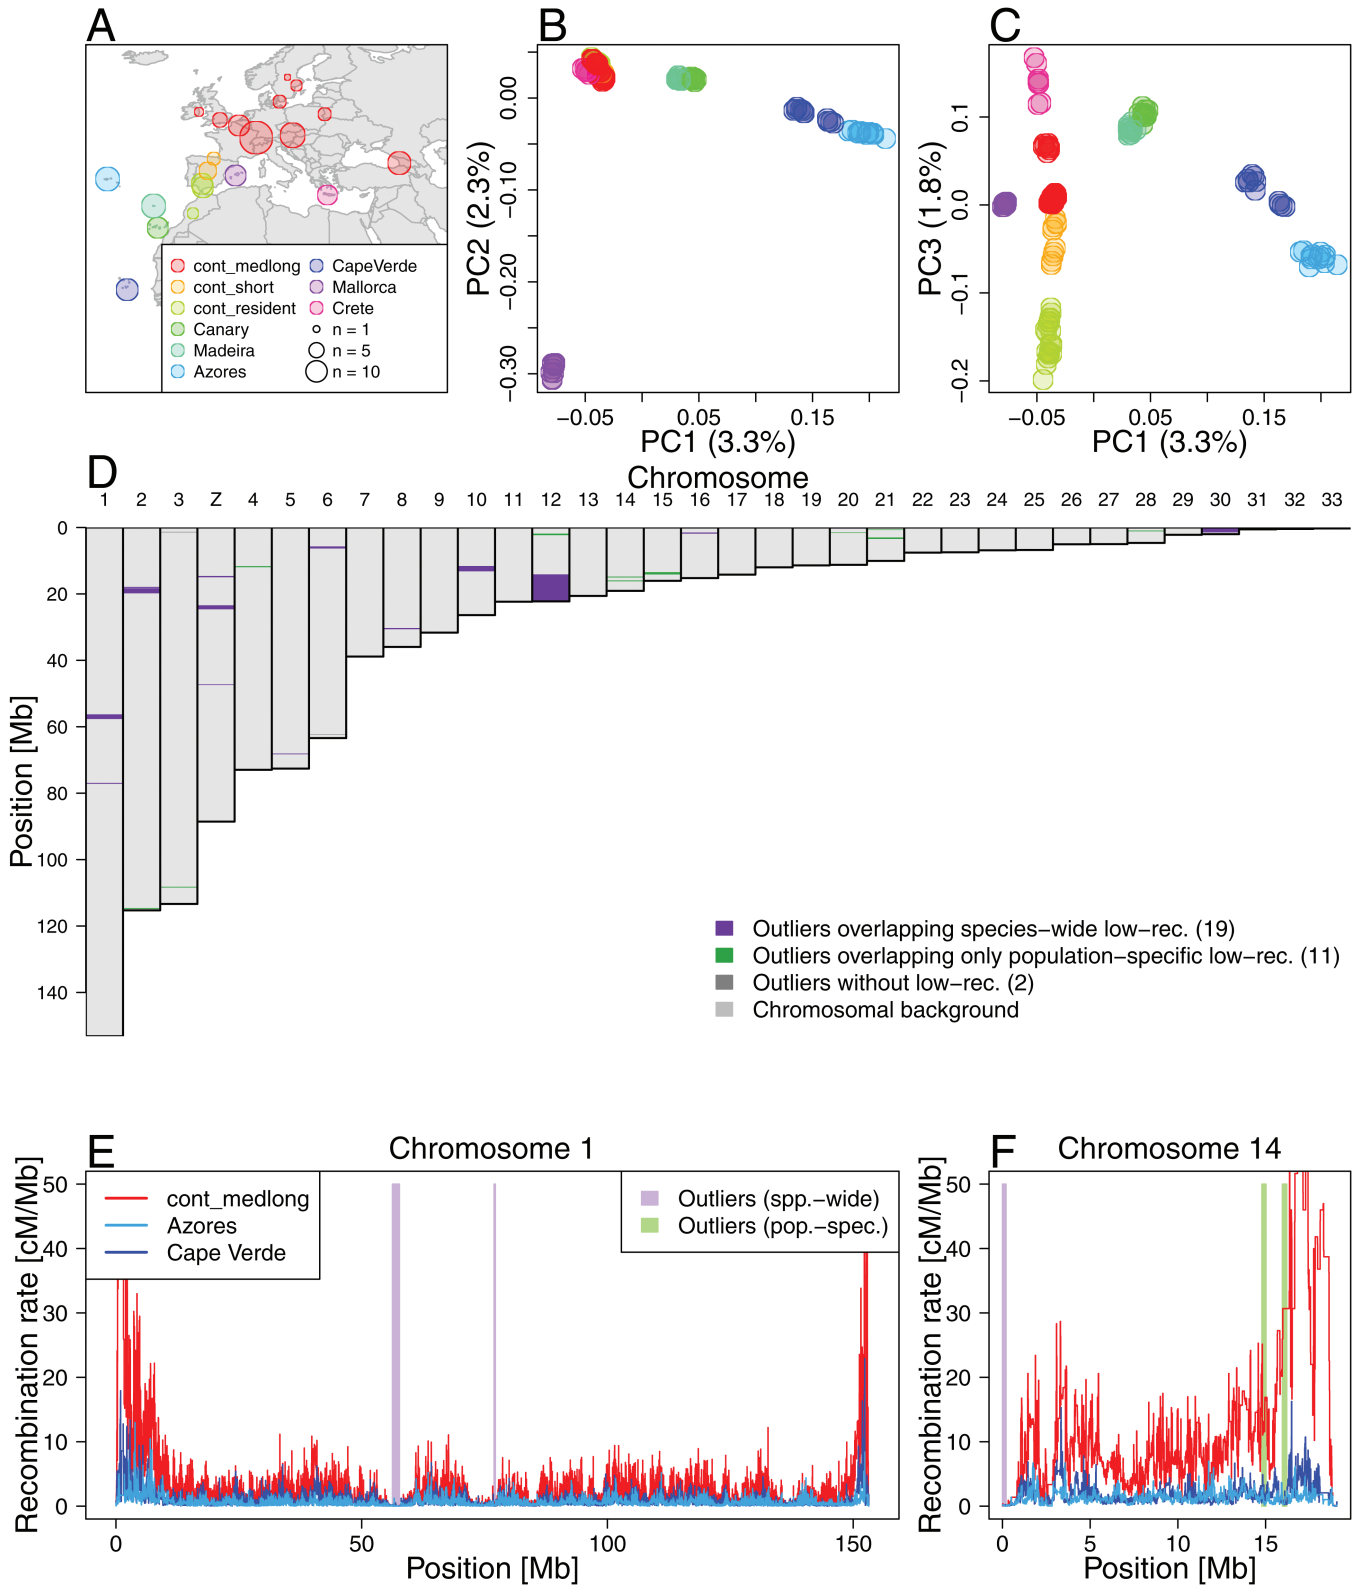 A
cont_medlong
cont_short
cont_resident
Canary
Madeira
Azores
CapeVerde
Mallorca
Crete
n = 1
n = 5
n = 10
B
PC2 (2.3%)
0.00
−0.10
−0.20
−0.30
−0.05 0.05 0.15
PC1 (3.3%)
C
PC3 (1.8%)
0.1
0.0
−0.1
−0.2
−0.05 0.05 0.15
PC1 (3.3%)
D
Chromosome
1 2 3 Z 4 5 6 7 8 9 10 11 12 13 14 15 16 17 18 19 20 21 22 23 24 25 26 27 28 29 30 31 32 33
Position [Mb]
0
20
40
60
80
100
120
140
Outliers overlapping species−wide low−rec. (19)
Outliers overlapping only population−specific low−rec. (11)
Outliers without low−rec. (2)
Chromosomal background
E
Chromosome 1
Recombination rate [cM/Mb]
50
40
30
20
10
0
cont_medlong
Azores
Cape Verde
Outliers (spp.−wide)
Outliers (pop.−spec.)
0 50 100 150
Position [Mb]
F
Chromosome 14
Recombination rate [cM/Mb]
50
40
30
20
10
0
0 5 10 15
Position [Mb]